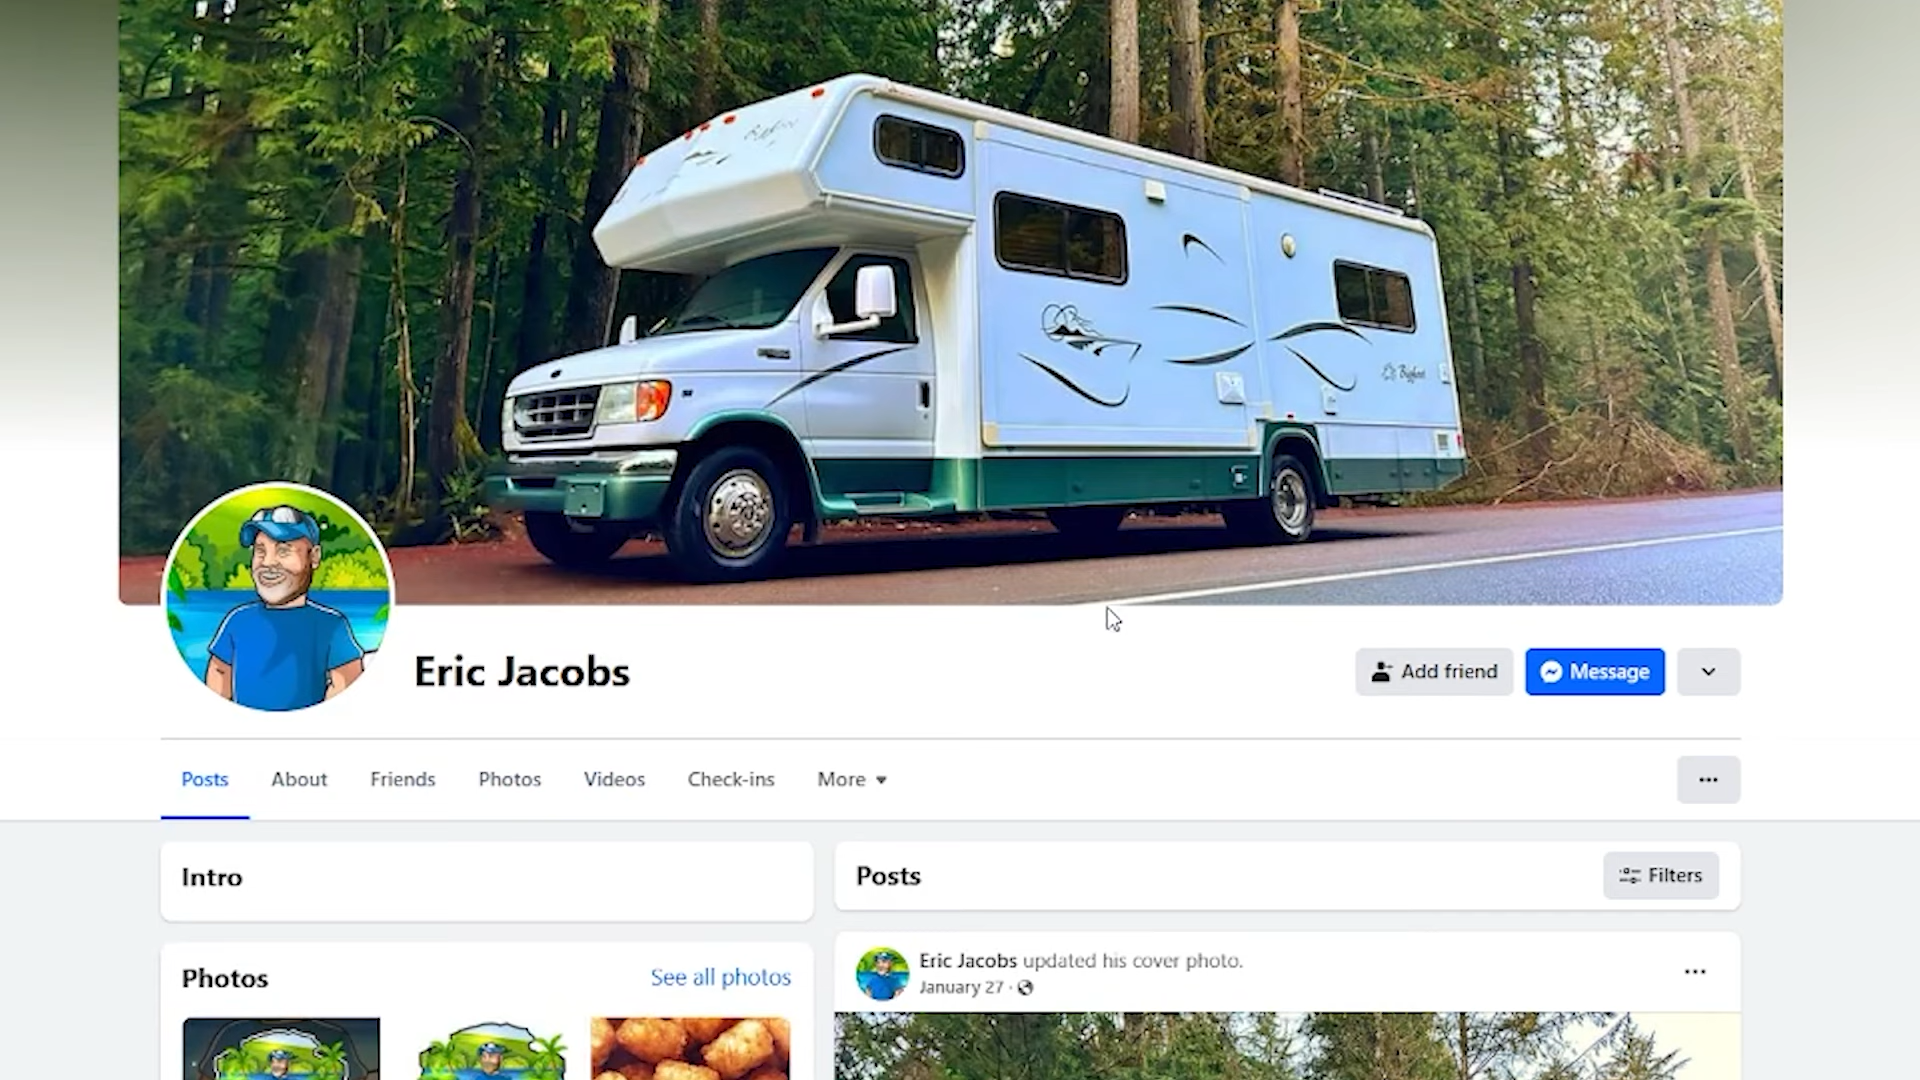 Bigfoot
Eric Jacobs
Add friend
Message
Posts
About
Friends
Photos
Videos
Check-ins
More
Intro
Posts
Filters
Photos
See all photos
Eric Jacobs updated his cover photo.
January 27 ·